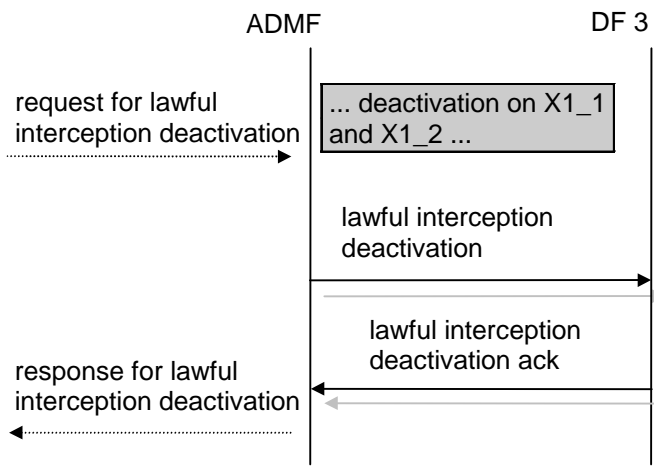 ADMF
DF 3
request for lawful
interception deactivation
... deactivation on X1_1
and X1_2 ...
lawful interception
deactivation
lawful interception
deactivation ack
response for lawful
interception deactivation